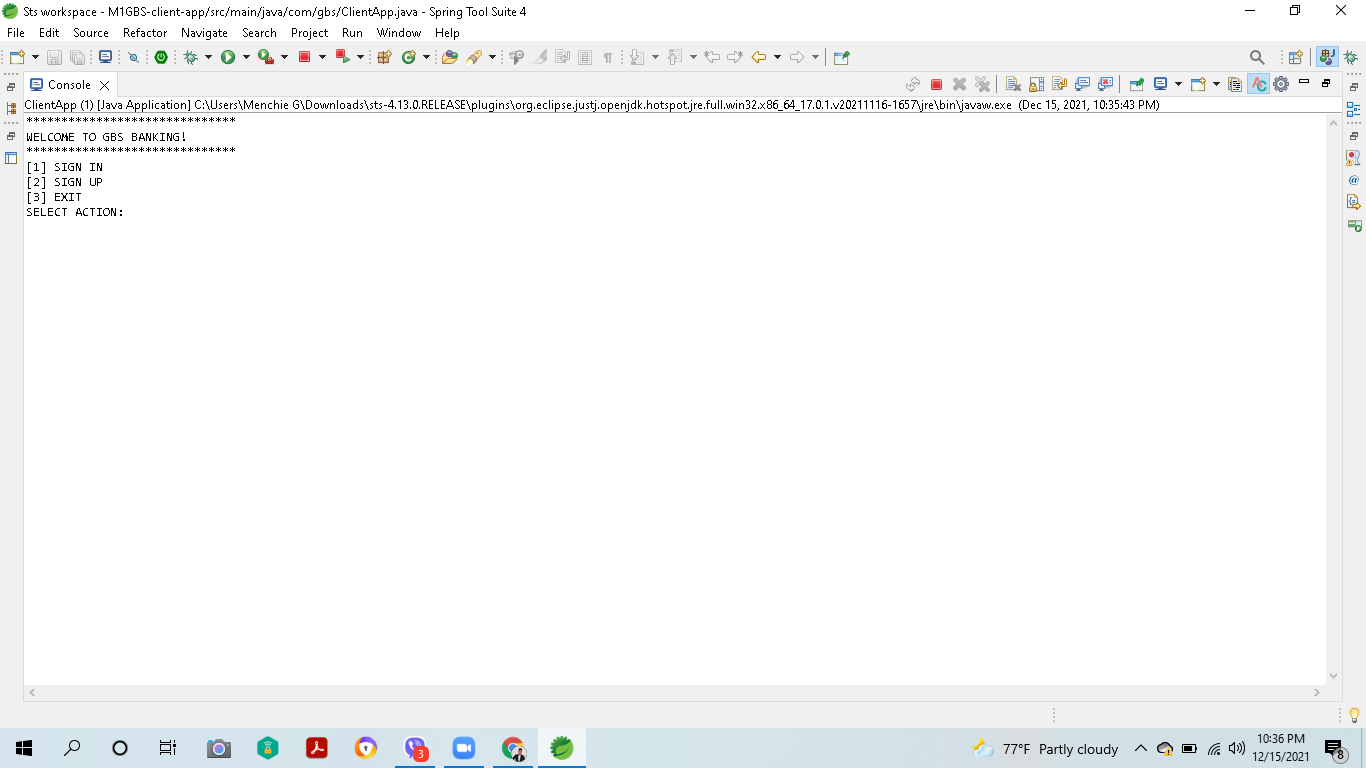 Sts workspace - M1GBS-client-app/src/main/java/com/gbs/ClientApp.java - Spring Tool Suite 4
File Edit Source Refactor Navigate Search Project Run Window Help
Console
ClientApp (1) [Java Application] C:\Users\Menchie G\Downloads\sts-4.13.0.RELEASE\plugins\org.eclipse.justj.openjdk.hotspot.jre.full.win32.x86_64_17.0.1.v20211116-1657\jre\bin\javaw.exe (Dec 15, 2021, 10:35:43 PM)
******************************
WELCOME TO GBS BANKING!
******************************
[1] SIGN IN
[2] SIGN UP
[3] EXIT
SELECT ACTION:
3
77°F Partly cloudy
10:36 PM
12/15/2021
8